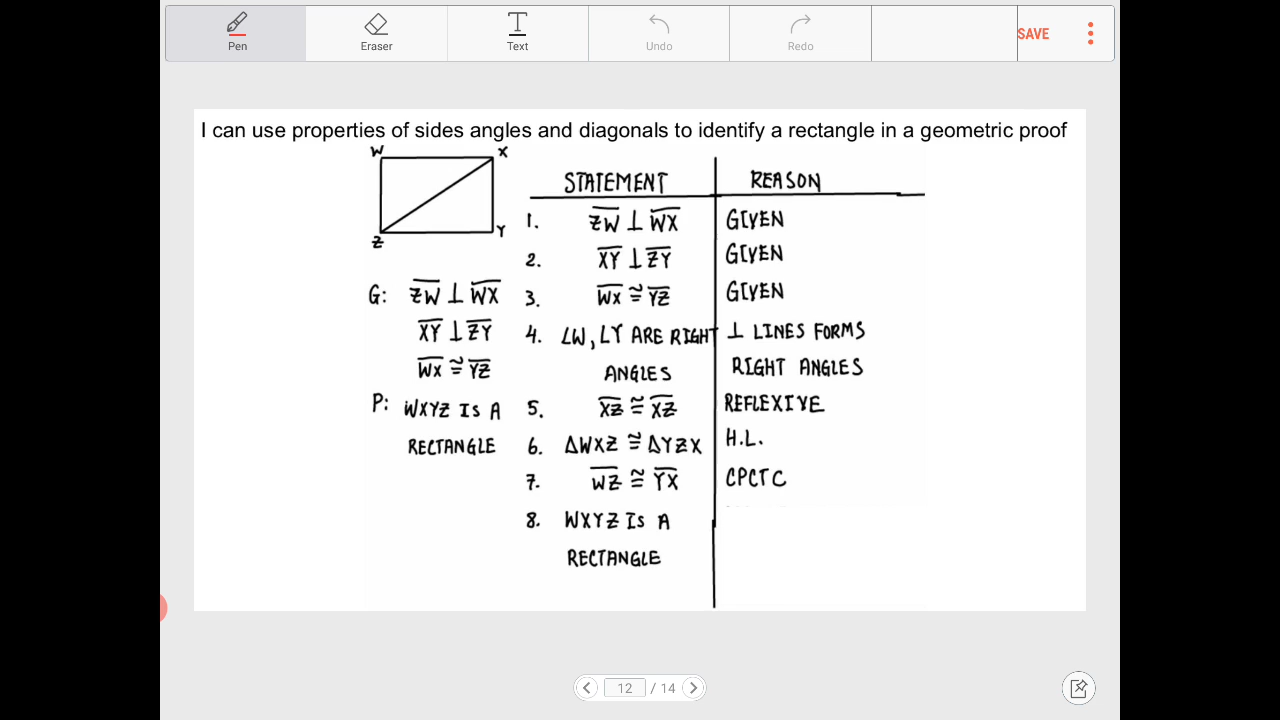 Pen
Eraser
Text
Undo
Redo
SAVE
I can use properties of sides angles and diagonals to identify a rectangle in a geometric proof
W X
Z Y
G: ZW ⊥ WX
XY ⊥ ZY
WX ≅ YZ
P: WXYZ IS A
RECTANGLE
STATEMENT REASON
1. ZW ⊥ WX GIVEN
2. XY ⊥ ZY GIVEN
3. WX ≅ YZ GIVEN
4. ∠W, ∠Y ARE RIGHT ⊥ LINES FORMS
ANGLES RIGHT ANGLES
5. XZ ≅ XZ REFLEXIVE
6. ΔWXZ ≅ ΔYZX H.L.
7. WZ ≅ YX CPCTC
8. WXYZ IS A
RECTANGLE
12 / 14